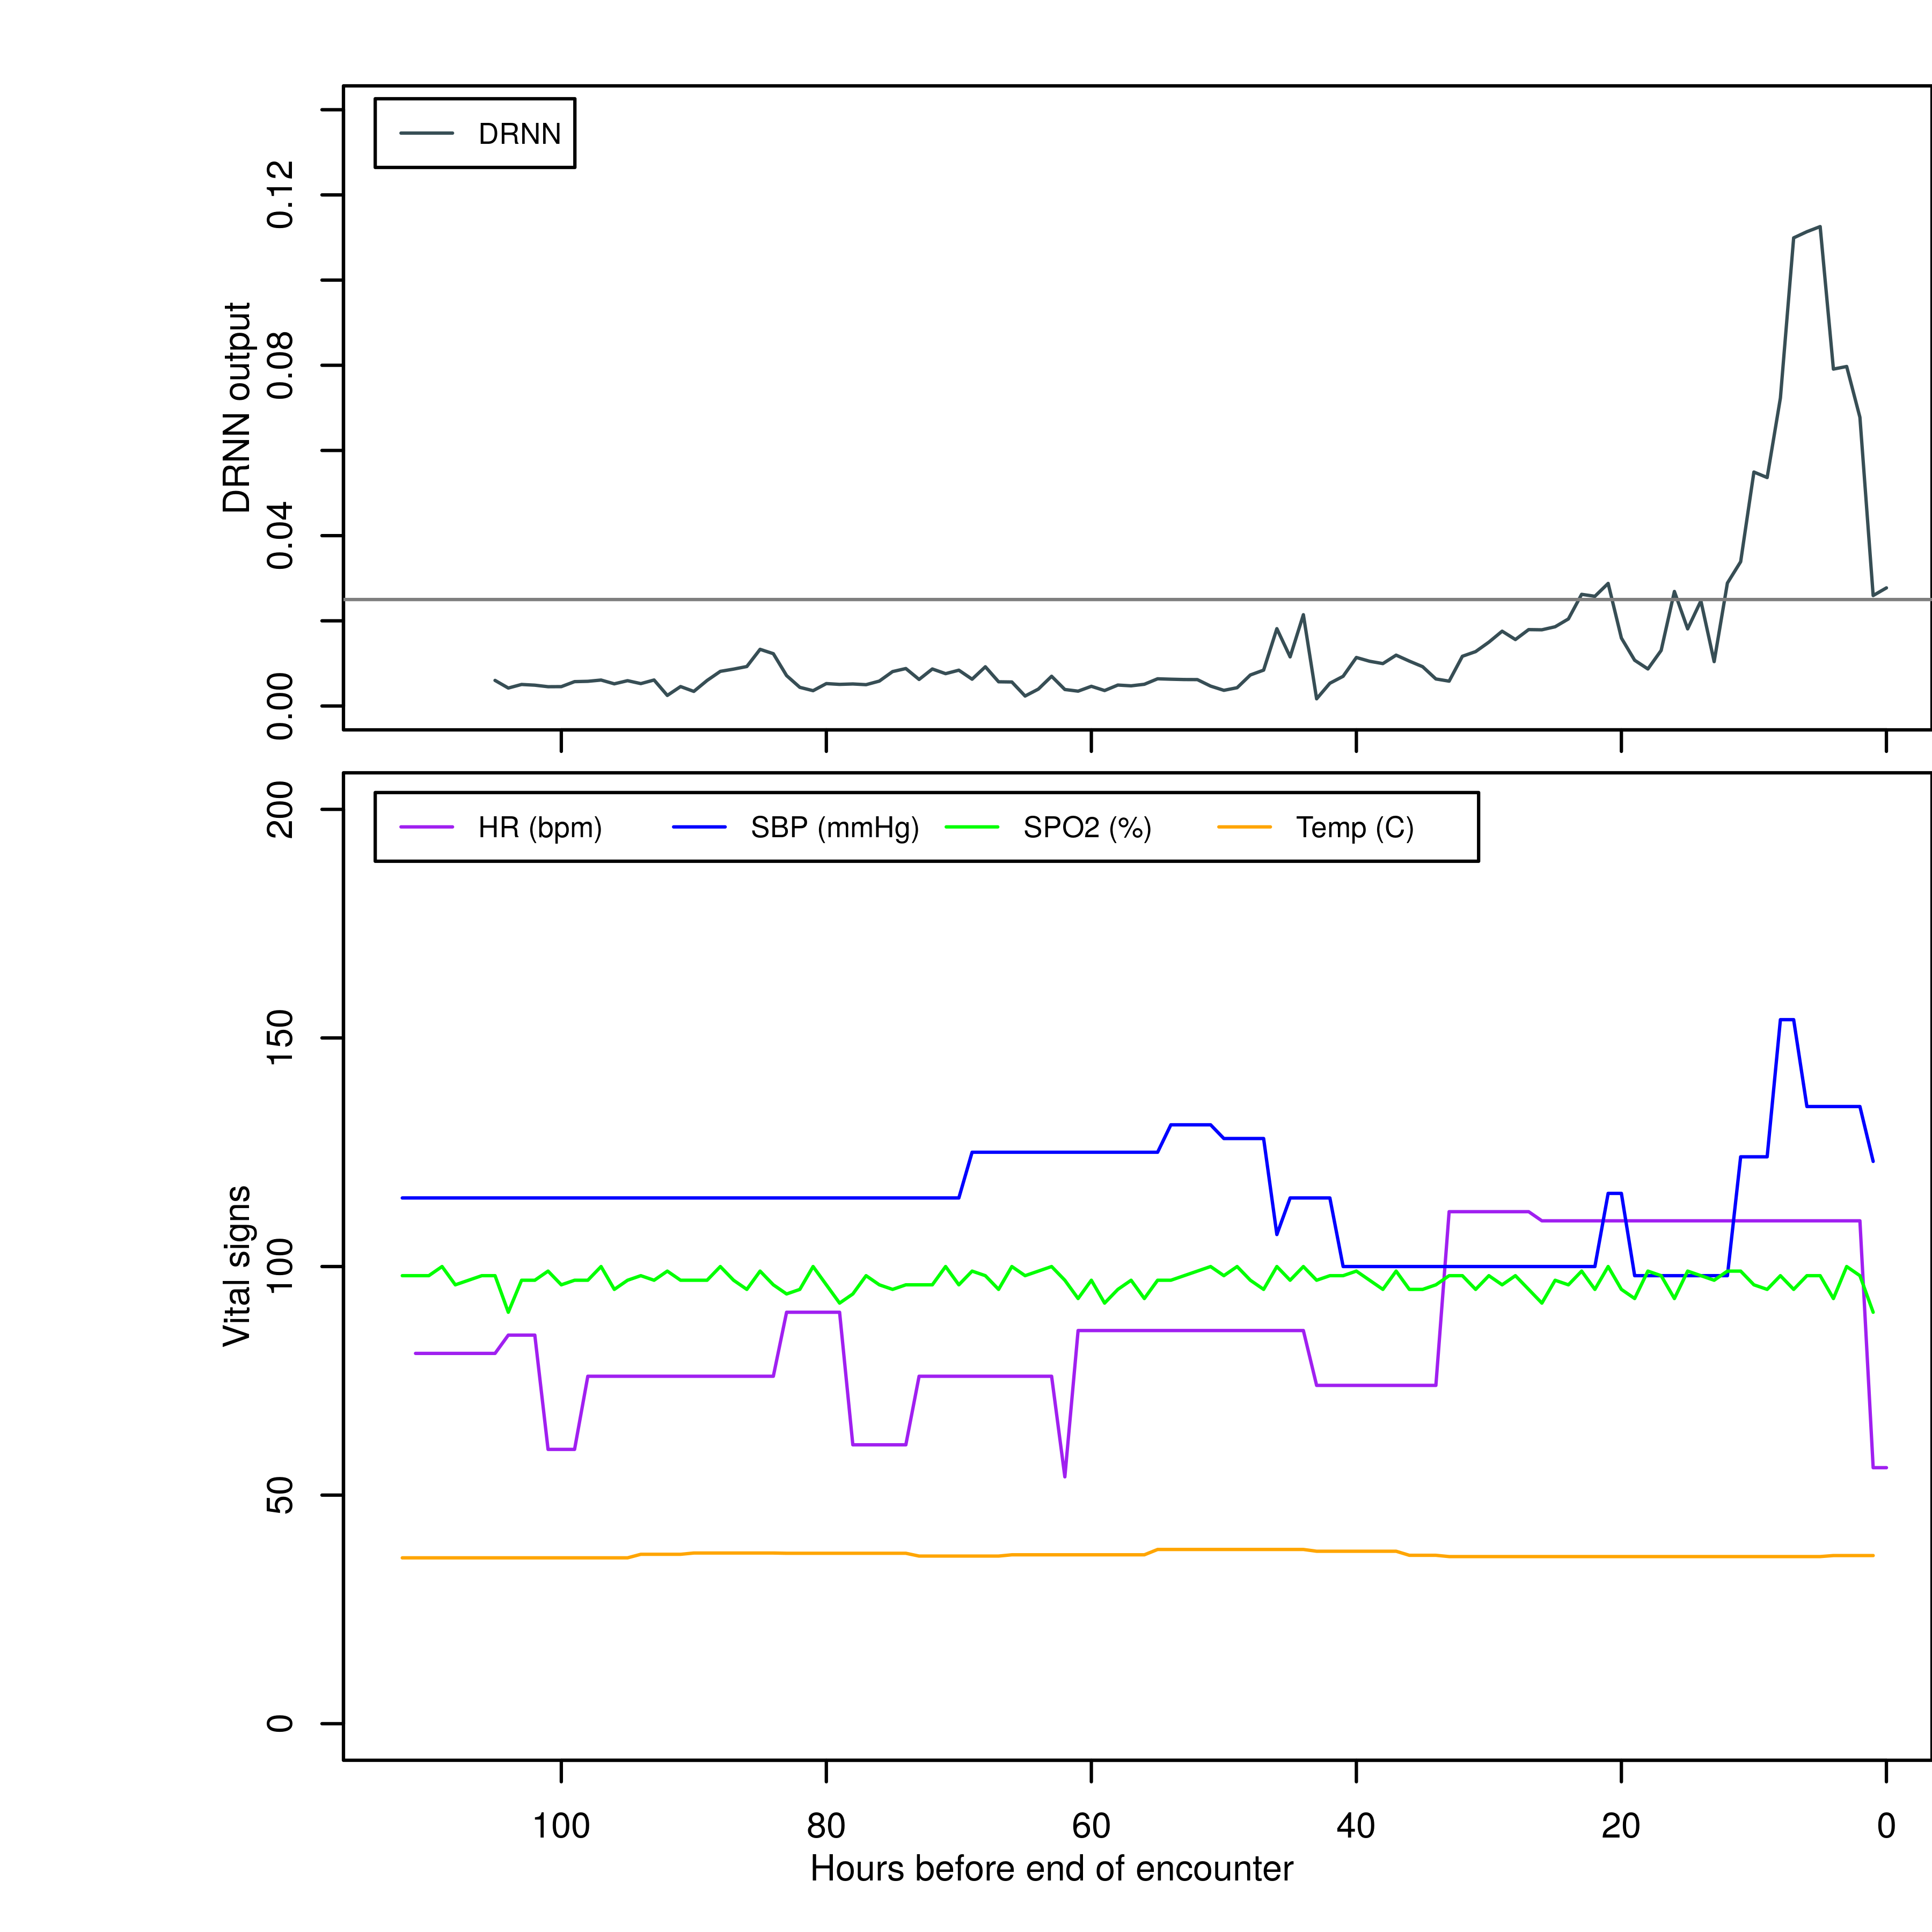 DRNN
DRNN output
0.00
0.04
0.08
0.12
HR (bpm) SBP (mmHg) SPO2 (%) Temp (C)
Vital signs
0
50
100
150
200
100 80 60 40 20 0
Hours before end of encounter